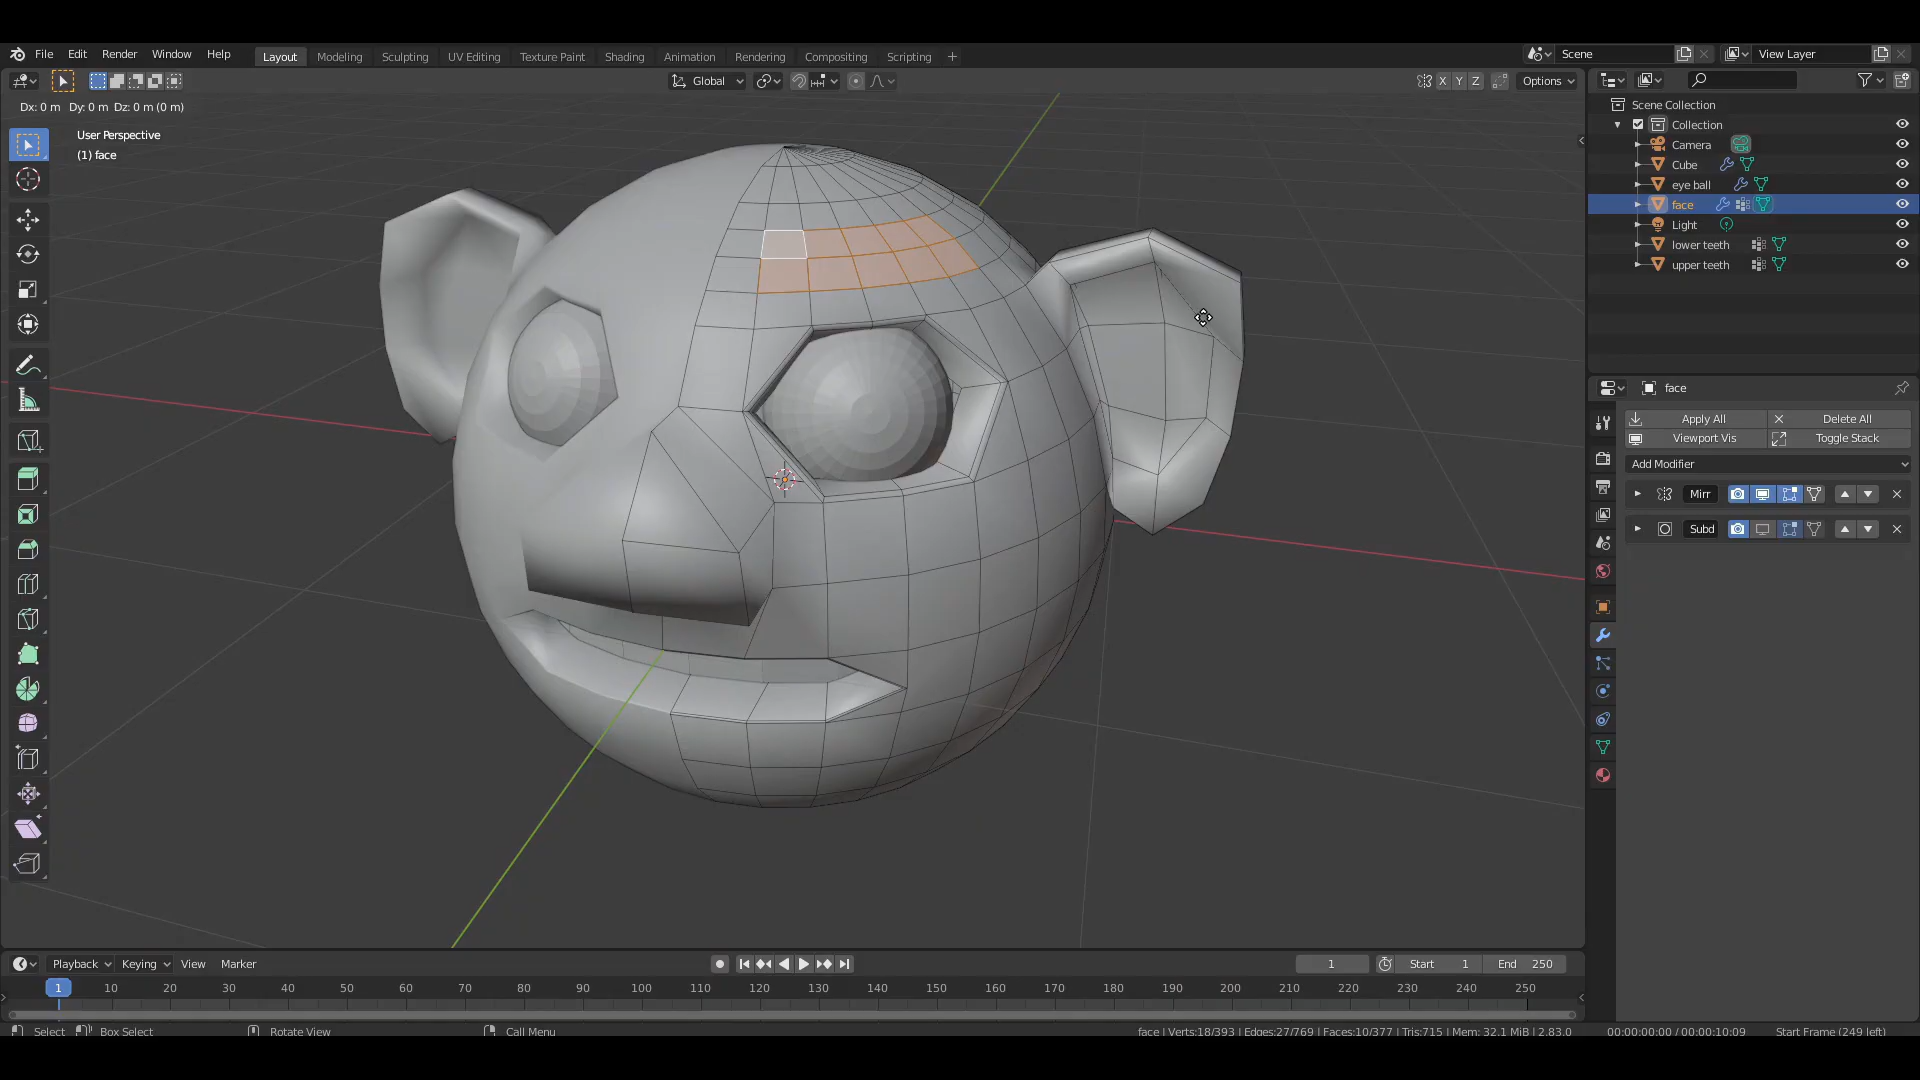 File Edit Render Window Help Layout Modeling Sculpting UV Editing Texture Paint Shading Animation Rendering Compositing Scripting + Scene View Layer
Global X Y Z Options
Dx: 0 m Dy: 0 m Dz: 0 m (0 m)
User Perspective
(1) face
Scene Collection
Collection
Camera
Cube
eye ball
face
Light
lower teeth
upper teeth
face
Apply All Delete All
Viewport Vis Toggle Stack
Add Modifier
Mirr
Subd
Playback Keying View Marker 1 Start 1 End 250
1 10 20 30 40 50 60 70 80 90 100 110 120 130 140 150 160 170 180 190 200 210 220 230 240 250
Select Box Select Rotate View Call Menu face | Verts:18/393 | Edges:27/769 | Faces:10/377 | Tris:715 | Mem: 32.1 MiB | 2.83.0 00:00:00:00 / 00:00:10:09 Start Frame (249 left)